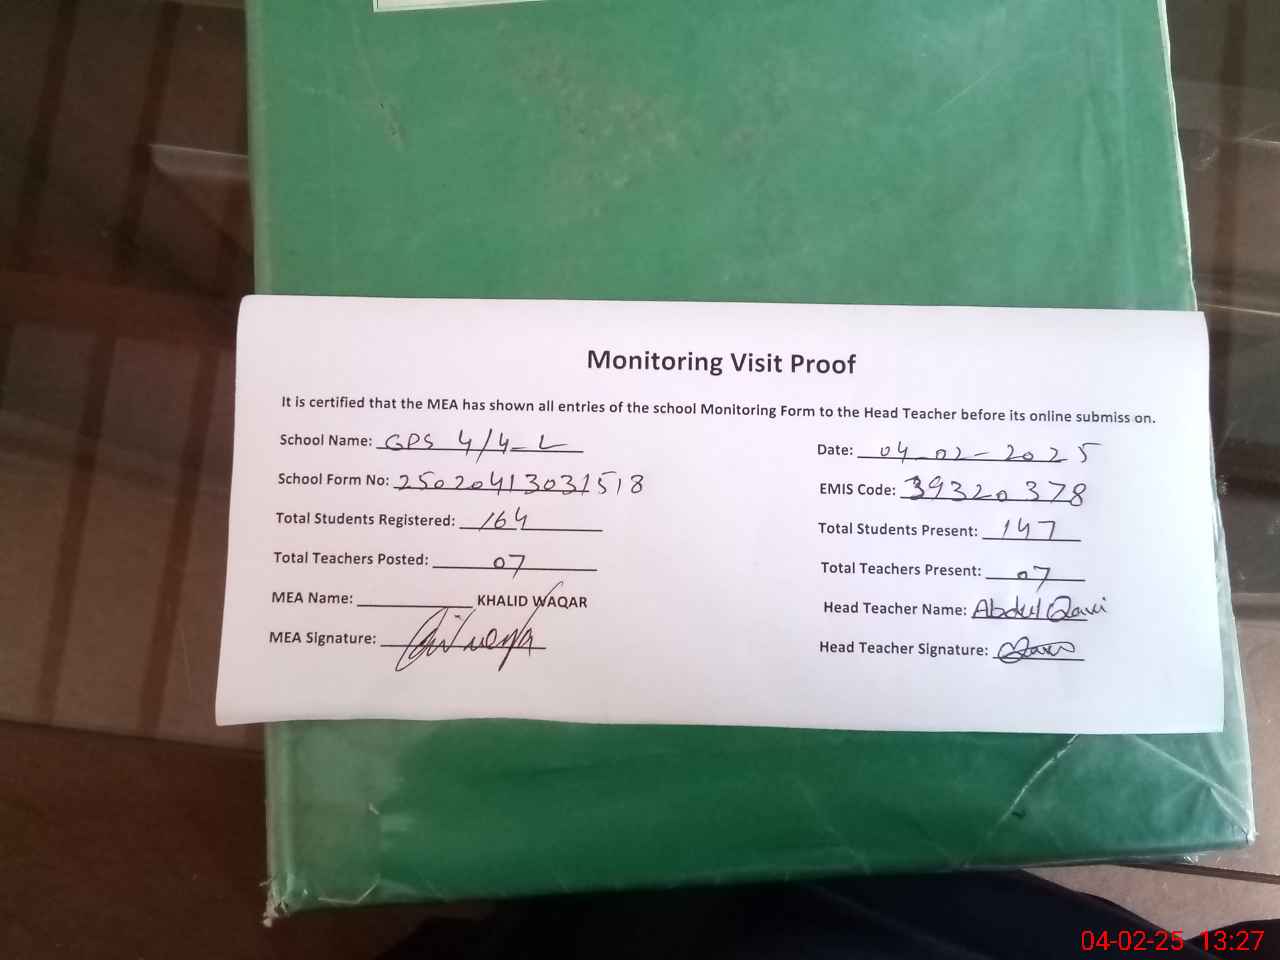 Monitoring Visit Proof
It is certified that the MEA has shown all entries of the school Monitoring Form to the Head Teacher before its online submiss on.
School Name: GPS 4/4-L
Date: 04-02-2025
School Form No: 25020413031518
EMIS Code: 39320378
Total Students Registered: 164
Total Students Present: 147
Total Teachers Posted: 07
Total Teachers Present: 07
MEA Name: KHALID WAQAR
Head Teacher Name: Abdul Qavi
MEA Signature:
Head Teacher Signature:
04-02-25 13:27